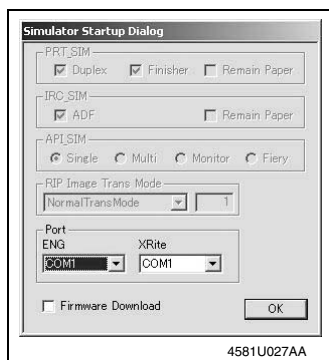 Simulator Startup Dialog
PRT_SIM
Duplex Finisher Remain Paper
IRC_SIM
ADF Remain Paper
API_SIM
Single Multi Monitor Fiery
RIP Image Trans Mode
NormalTransMode 1
Port
ENG XRite
COM1 COM1
Firmware Download OK
4581U027AA